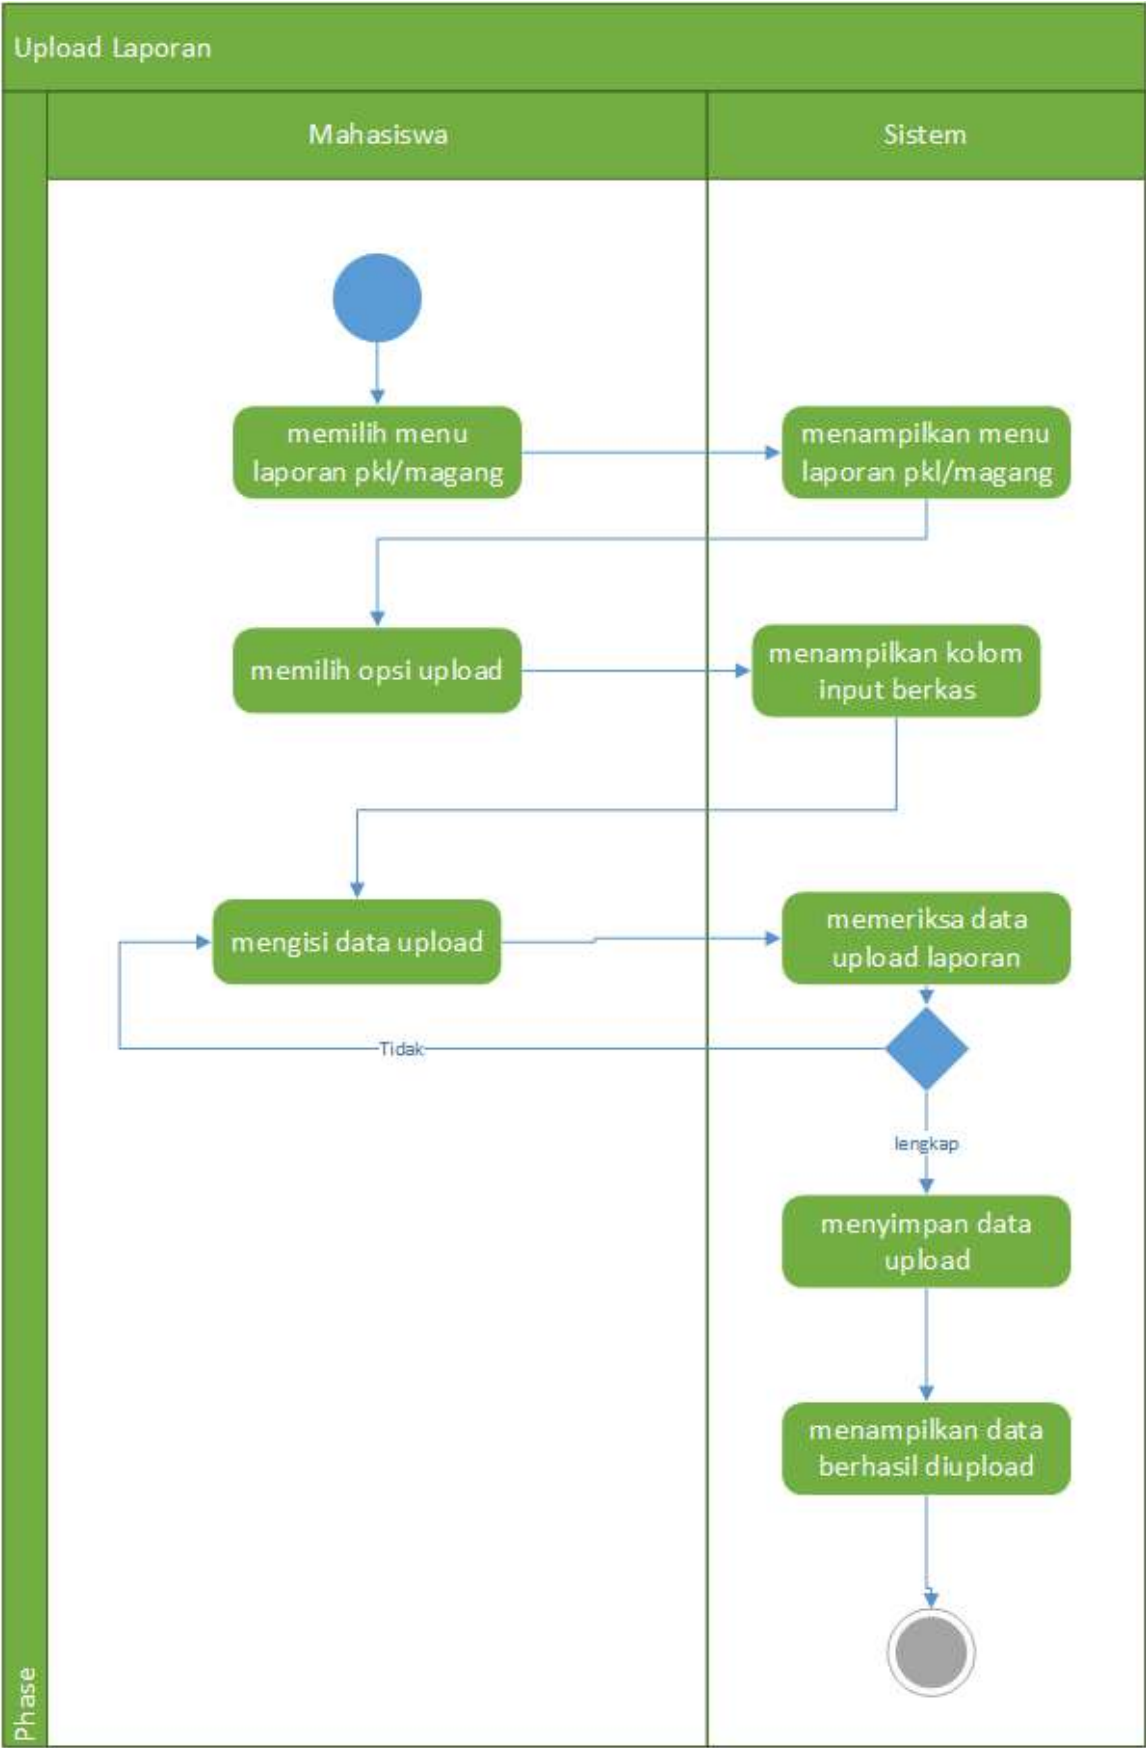 Upload Laporan
Mahasiswa
Sistem
memilih menu
laporan pkl/magang
menampilkan menu
laporan pkl/magang
memilih opsi upload
menampilkan kolom
input berkas
mengisi data upload
memeriksa data
upload laporan
Tidak
lengkap
menyimpan data
upload
menampilkan data
berhasil diupload
Phase